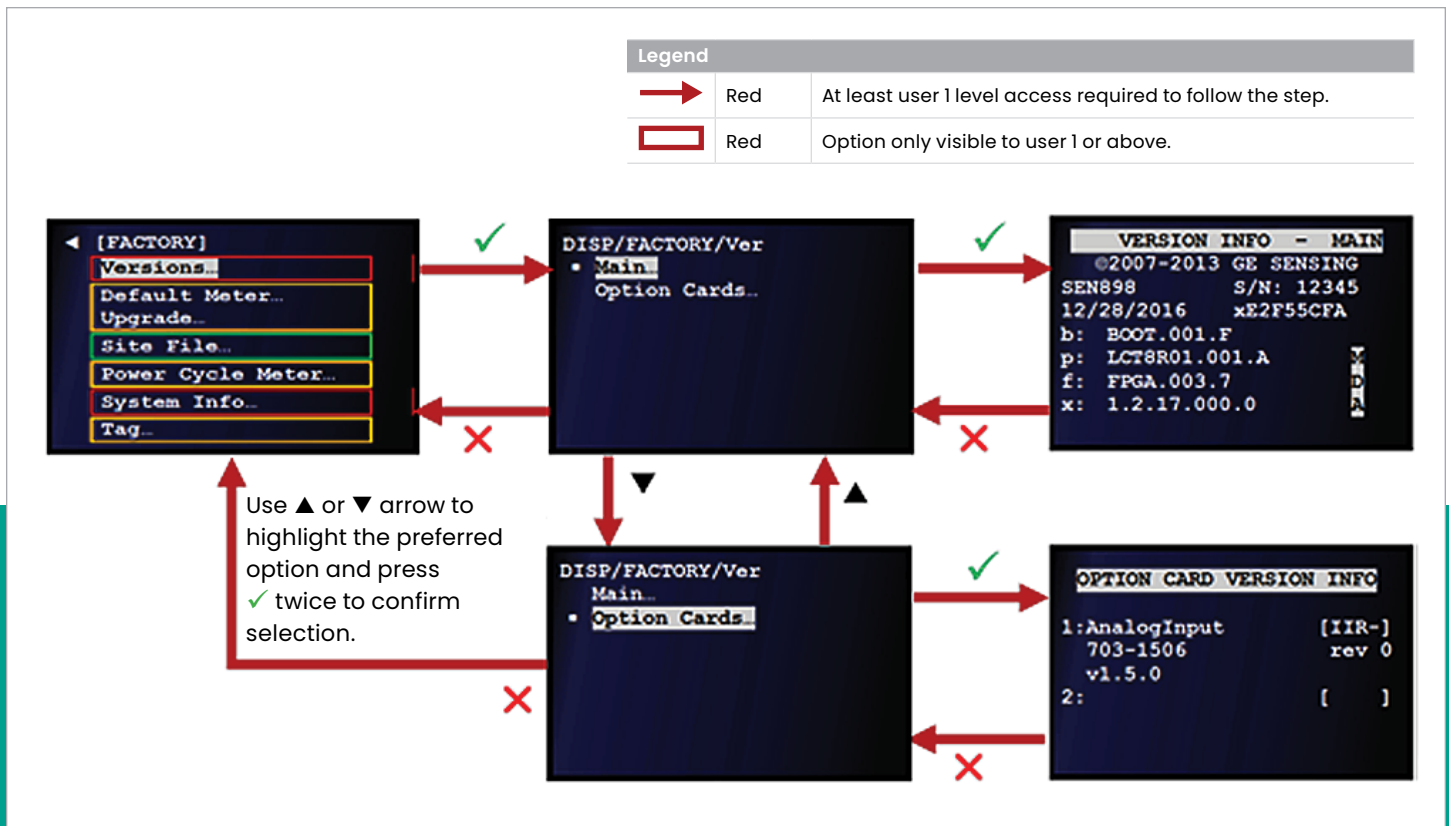 Legend
Red At least user 1 level access required to follow the step.
Red Option only visible to user 1 or above.
◄ [FACTORY]
Versions…
Default Meter…
Upgrade…
Site File…
Power Cycle Meter…
System Info…
Tag…
✓
✗
DISP/FACTORY/Ver
• Main…
Option Cards…
✓
✗
VERSION INFO - MAIN
©2007-2013 GE SENSING
SEN898 S/N: 12345
12/28/2016 xE2F55CFA
b: BOOT.001.F
p: LCT8R01.001.A
f: FPGA.003.7
x: 1.2.17.000.0
▼
▲
Use ▲ or ▼ arrow to
highlight the preferred
option and press
✓ twice to confirm
selection.
✗
DISP/FACTORY/Ver
Main…
• Option Cards…
✓
✗
OPTION CARD VERSION INFO
1:AnalogInput [IIR-]
703-1506 rev 0
v1.5.0
2: [ ]